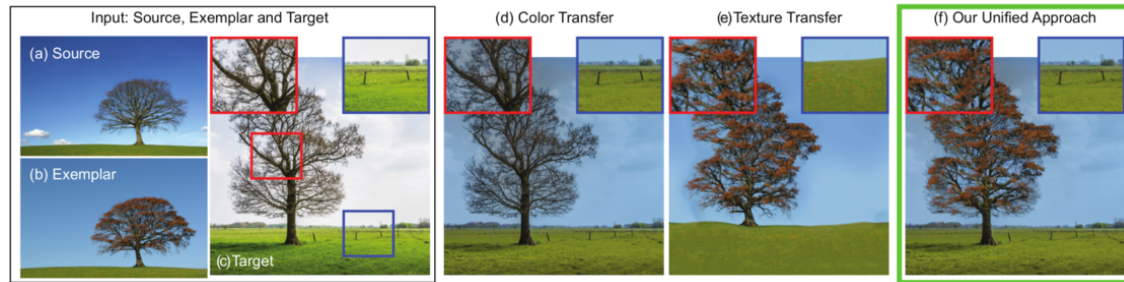 Input: Source, Exemplar and Target
(a) Source
(b) Exemplar
(c)Target
(d) Color Transfer
(e)Texture Transfer
(f) Our Unified Approach